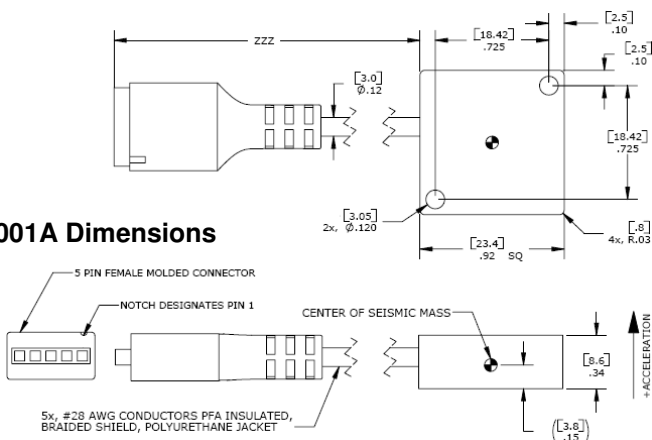 [2.5]
.10
ZZZ
[18.42]
.725
[2.5]
.10
[3.0]
Ø.12
[18.42]
.725
2x, [3.05]
Ø.120
[.8]
4x, R.03
[23.4]
.92 SQ
001A Dimensions
5 PIN FEMALE MOLDED CONNECTOR
NOTCH DESIGNATES PIN 1
CENTER OF SEISMIC MASS
[8.6]
.34
+ACCELERATION
5x, #28 AWG CONDUCTORS PFA INSULATED,
BRAIDED SHIELD, POLYURETHANE JACKET
([3.8]
.15)